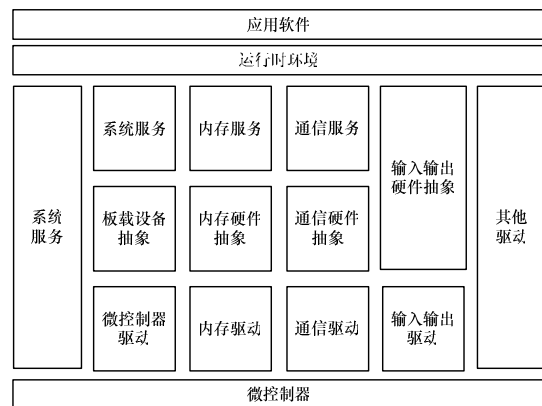 应用软件
运行时环境
系统服务
内存服务
通信服务
输入输出
硬件抽象
系统
服务
板载设备
抽象
内存硬件
抽象
通信硬件
抽象
其他
驱动
微控制器
驱动
内存驱动
通信驱动
输入输出
驱动
微控制器